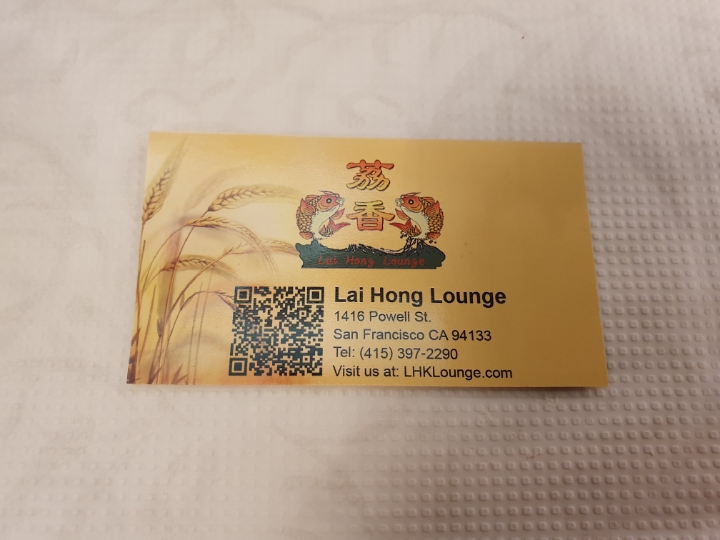 荔
香
Lai Hong Lounge
Lai Hong Lounge
1416 Powell St.
San Francisco CA 94133
Tel: (415) 397-2290
Visit us at: LHKLounge.com